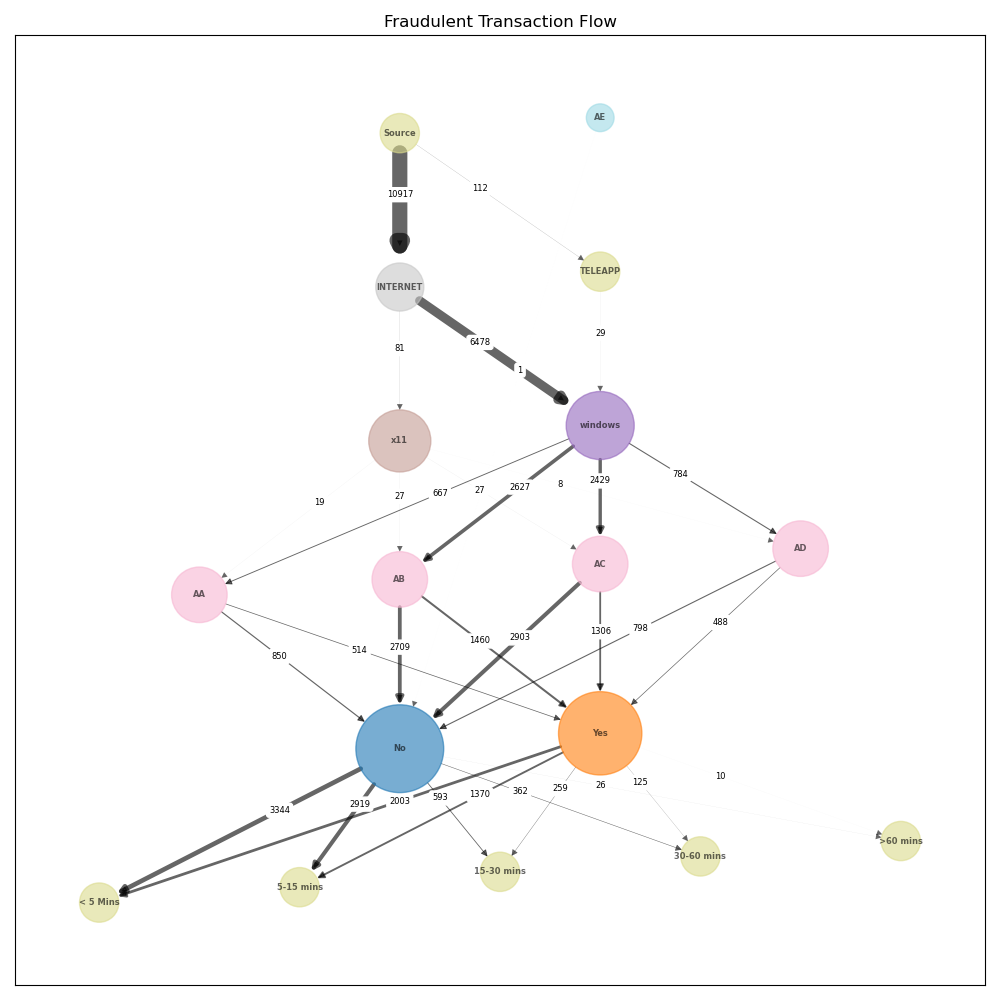 Fraudulent Transaction Flow
AE
Source
112
10917
TELEAPP
INTERNET
29
6478
81
1
windows
x11
784
2429
8
2627
27
667
27
19
AD
AC
AB
AA
488
798
1306
2903
1460
2709
514
850
Yes
No
10
125
26
259
362
1370
593
2003
2919
3344
>60 mins
30-60 mins
15-30 mins
5-15 mins
< 5 Mins